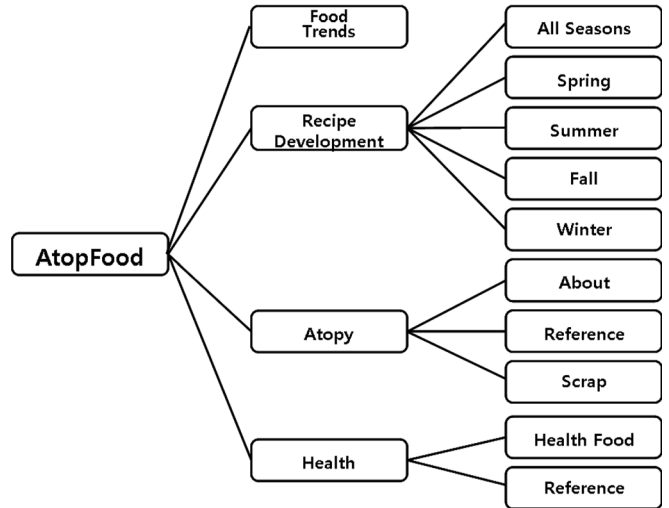 Food
Trends
All Seasons
Spring
Recipe
Development
Summer
Fall
Winter
AtopFood
About
Atopy
Reference
Scrap
Health Food
Health
Reference